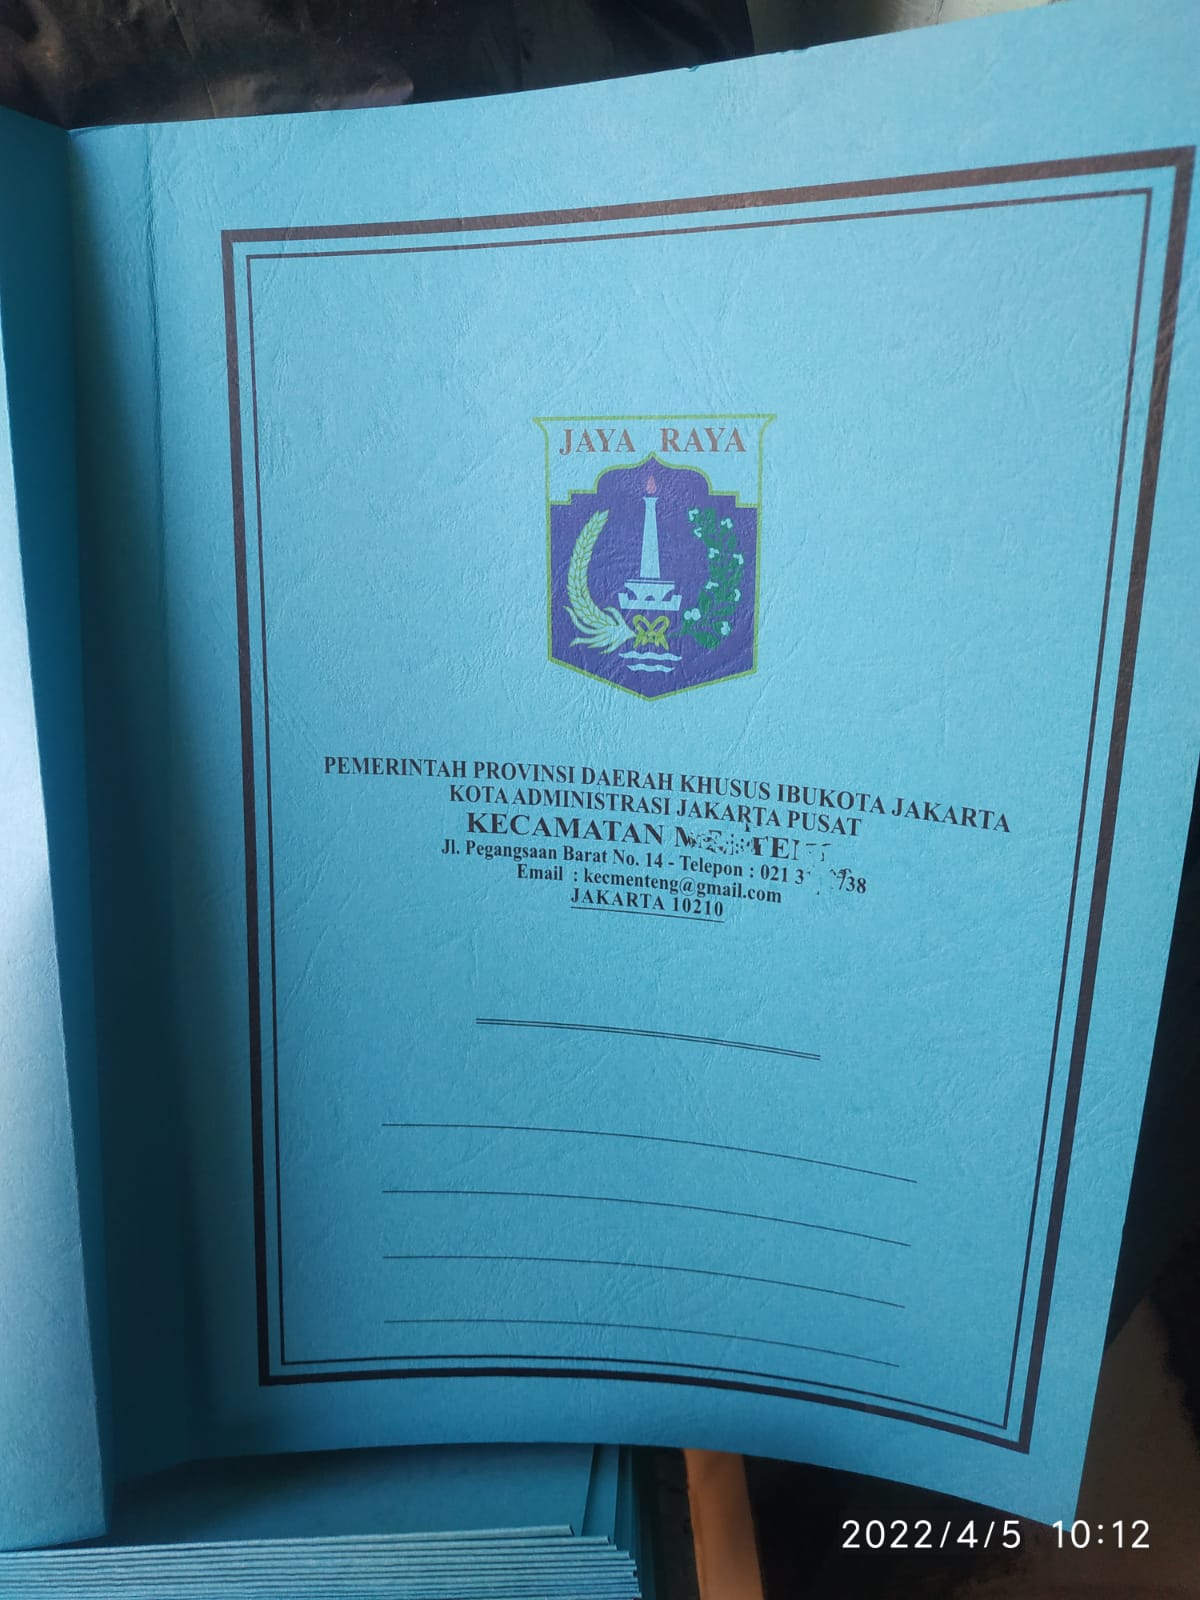 JAYA RAYA
PEMERINTAH PROVINSI DAERAH KHUSUS IBUKOTA JAKARTA
KOTA ADMINISTRASI JAKARTA PUSAT
KECAMATAN
Jl. Pegangsaan Barat No. 14 - Telepon : 021
Email : kecmenteng@gmail.com
JAKARTA 10210
2022/4/5 10:12